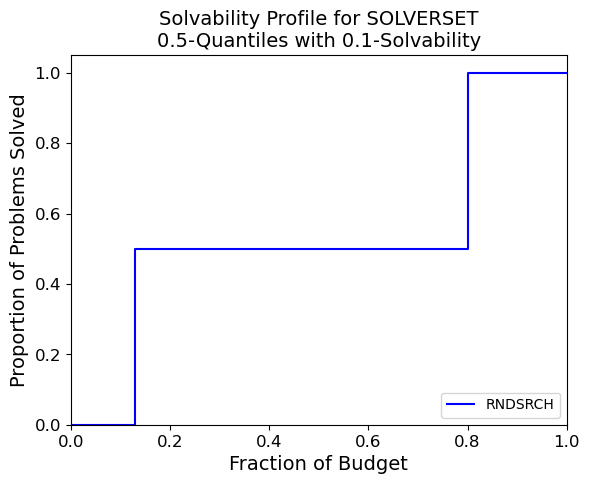 Solvability Profile for SOLVERSET
0.5-Quantiles with 0.1-Solvability
Proportion of Problems Solved
1.0
0.8
0.6
0.4
0.2
0.0
RNDSRCH
0.0 0.2 0.4 0.6 0.8 1.0
Fraction of Budget